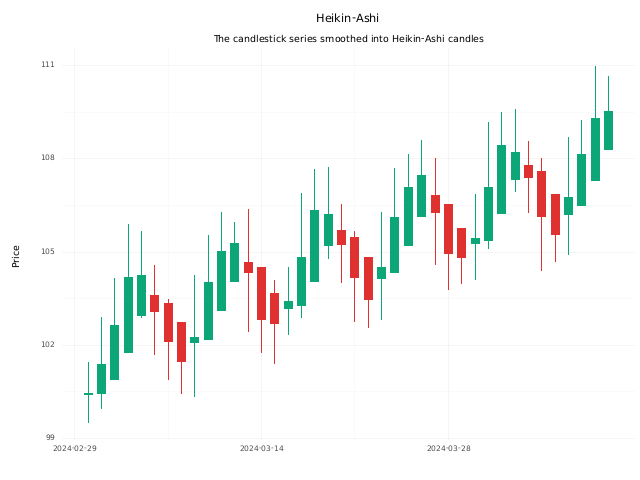 Heikin-Ashi
The candlestick series smoothed into Heikin-Ashi candles
Price
111
108
105
102
99
2024-02-29
2024-03-14
2024-03-28